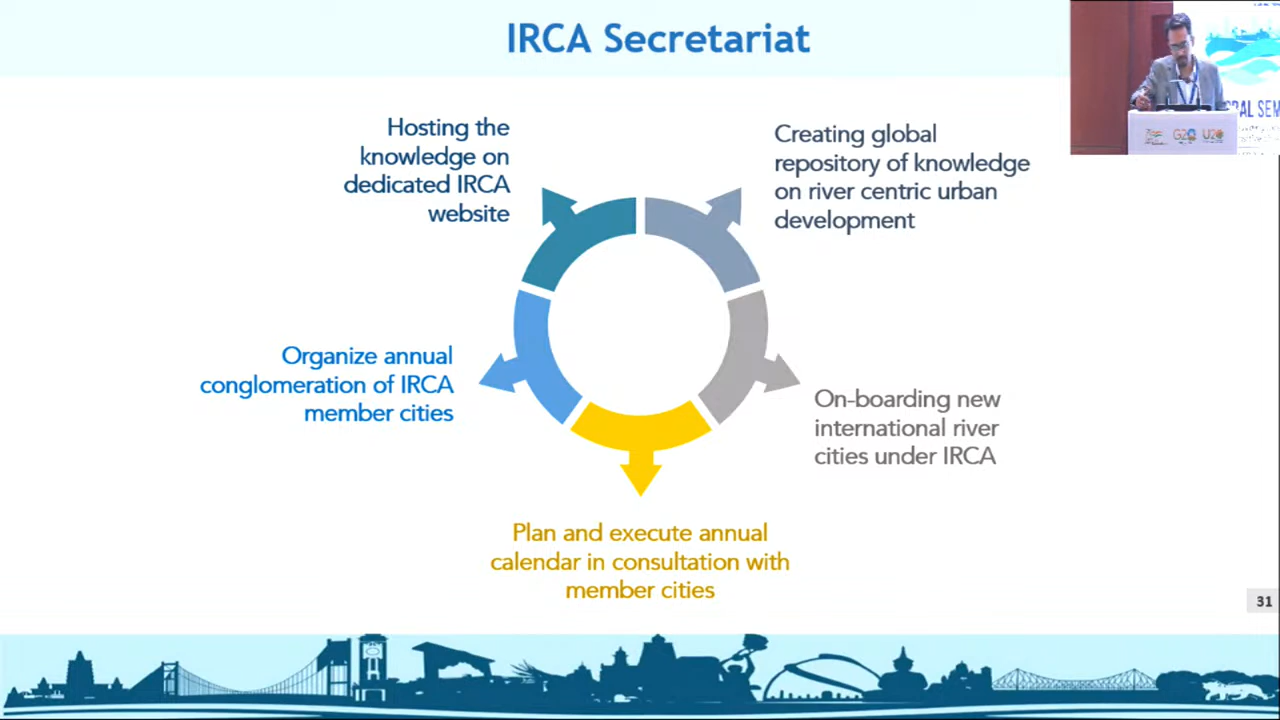 IRCA Secretariat
Hosting the
knowledge on
dedicated IRCA
website
Creating global
repository of knowledge
on river centric urban
development
Organize annual
conglomeration of IRCA
member cities
On-boarding new
international river
cities under IRCA
Plan and execute annual
calendar in consultation with
member cities
31
G20 U20